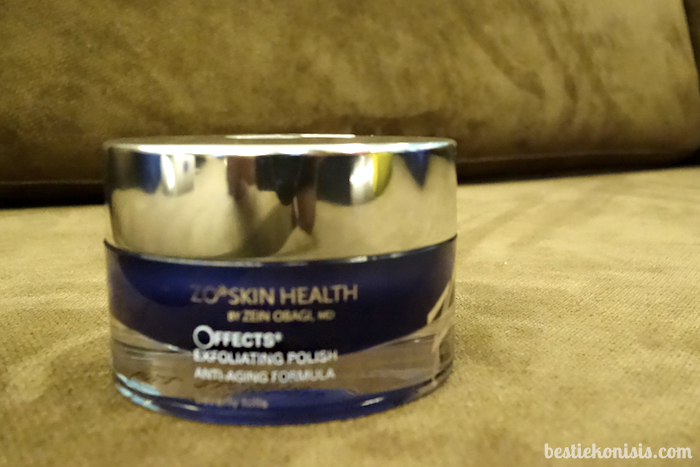 ZO® SKIN HEALTH
BY ZEIN OBAGI, MD
OFFECTS®
EXFOLIATING POLISH
ANTI-AGING FORMULA
bestiekonisis.com